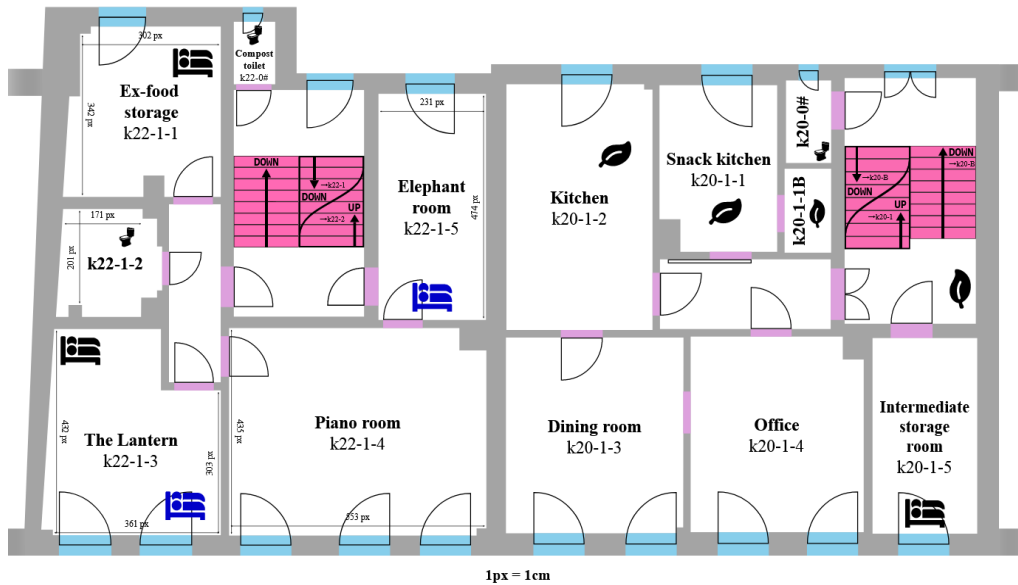 302 px
342 px
Ex-food
storage
k22-1-1
Compost
toilet
k22-0#
DOWN
→k22-1
DOWN
→k22-2
UP
231 px
474 px
Elephant
room
k22-1-5
171 px
201 px
k22-1-2
432 px
The Lantern
k22-1-3
303 px
361 px
435 px
Piano room
k22-1-4
553 px
Kitchen
k20-1-2
Snack kitchen
k20-1-1
k20-0#
k20-1-1B
DOWN
→k20-B
→k20-B
DOWN
→k20-1
UP
Dining room
k20-1-3
Office
k20-1-4
Intermediate
storage
room
k20-1-5
1px = 1cm